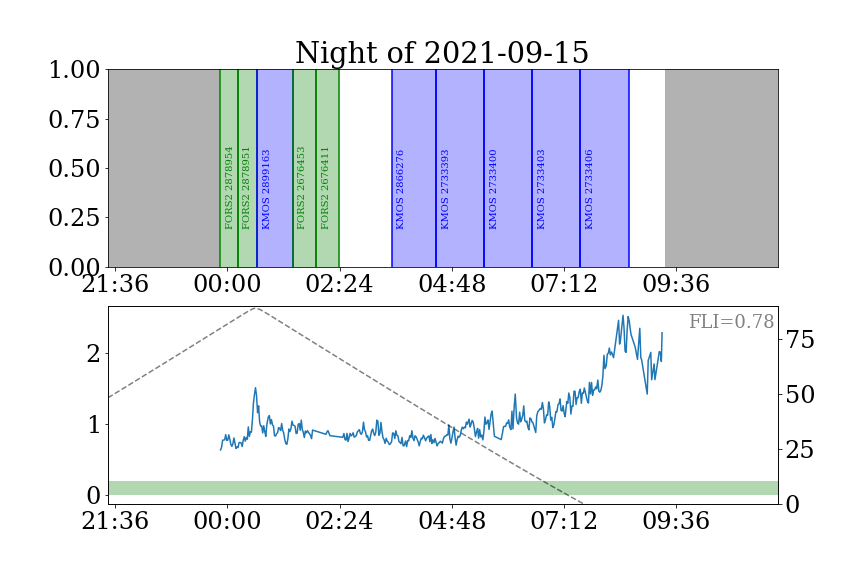 Night of 2021-09-15
1.00
0.75
0.50
0.25
0.00
FORS2 2878954
FORS2 2878951
KMOS 2899163
FORS2 2676453
FORS2 2676411
KMOS 2866276
KMOS 2733393
KMOS 2733400
KMOS 2733403
KMOS 2733406
21:36 00:00 02:24 04:48 07:12 09:36
FLI=0.78
2
1
0
75
50
25
0
21:36 00:00 02:24 04:48 07:12 09:36